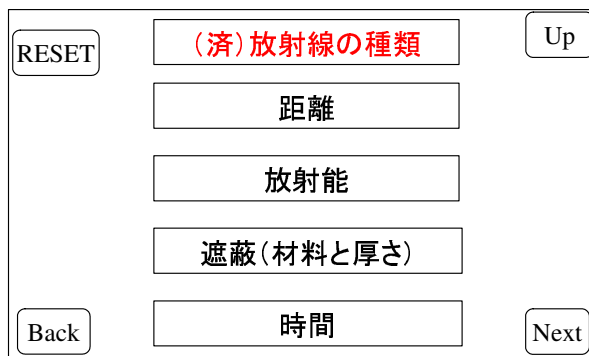 (済)放射線の種類
Up
RESET
距離
放射能
遮蔽(材料と厚さ)
時間
Back
Next